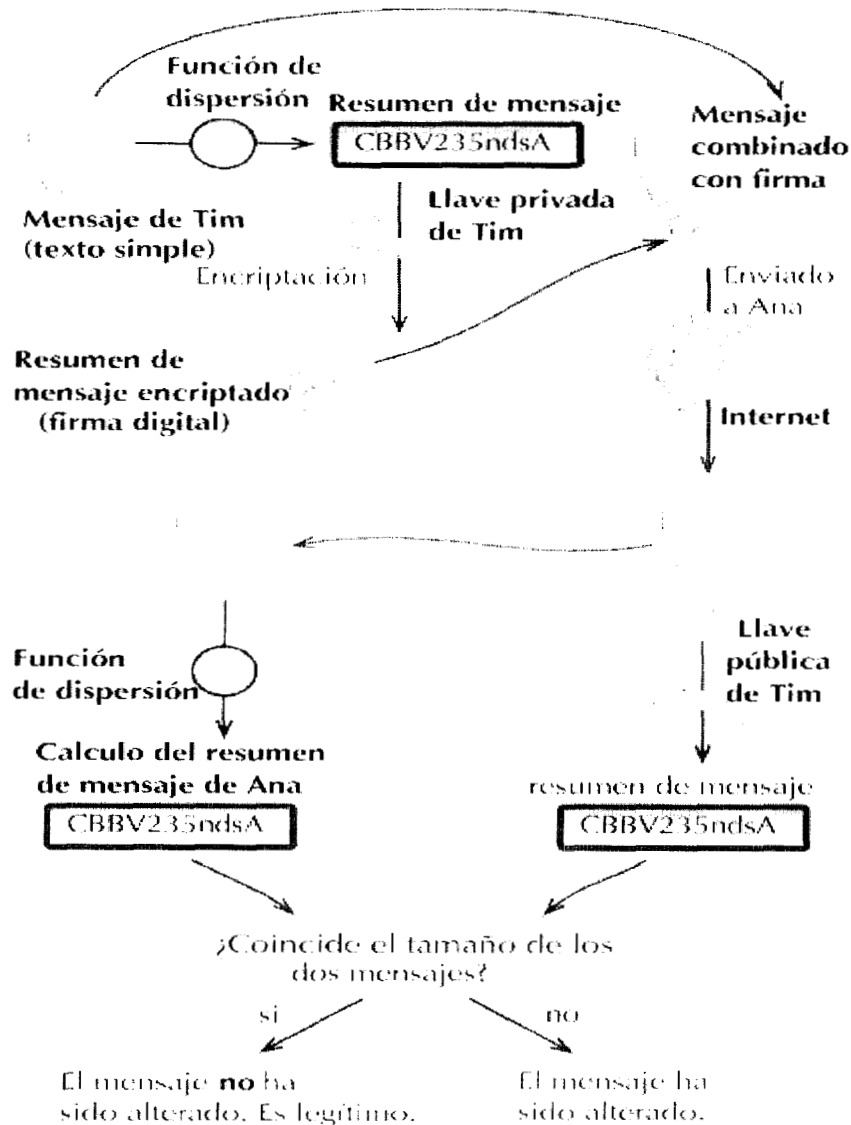 Función de
dispersión
Resumen de mensaje
CBBV235ndsA
Mensaje
combinado
con firma
Mensaje de Tim
(texto simple)
Llave privada
de Tim
Encriptación
Enviado
a Ana
Resumen de
mensaje encriptado
(firma digital)
Internet
Función
de dispersión
Llave
pública
de Tim
Calculo del resumen
de mensaje de Ana
CBBV235ndsA
resumen de mensaje
CBBV235ndsA
¿Coincide el tamaño de los
dos mensajes?
si
no
El mensaje no ha
sido alterado. Es legítimo.
El mensaje ha
sido alterado.